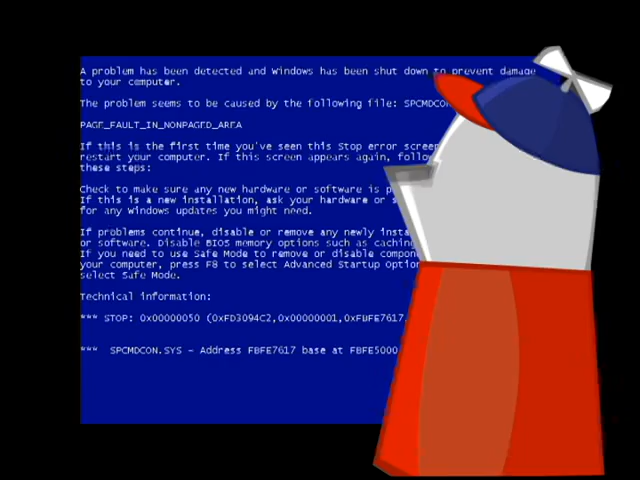 A problem has been detected and Windows has been shut down to prevent damage
to your computer.
The problem seems to be caused by the following file:
PAGE_FAULT_IN_NONPAGED_AREA
If this is the first time you've seen this Stop error screen
restart your computer. If this screen appears again,
these steps:
Check to make sure any new hardware or software is
If this is a new installation, ask your hardware or
for any Windows updates you might need.
If problems continue, disable or remove any newly
or software. Disable BIOS memory options such as caching
If you need to use Safe Mode to remove or disable
your computer, press F8 to select Advanced Startup
select Safe Mode.
Technical information:
*** STOP: 0x00000050 (0xFD3094C2,0x00000001,0xFBFE7617
*** SPCMDCON.SYS - Address FBFE7617 base at FBFE5000